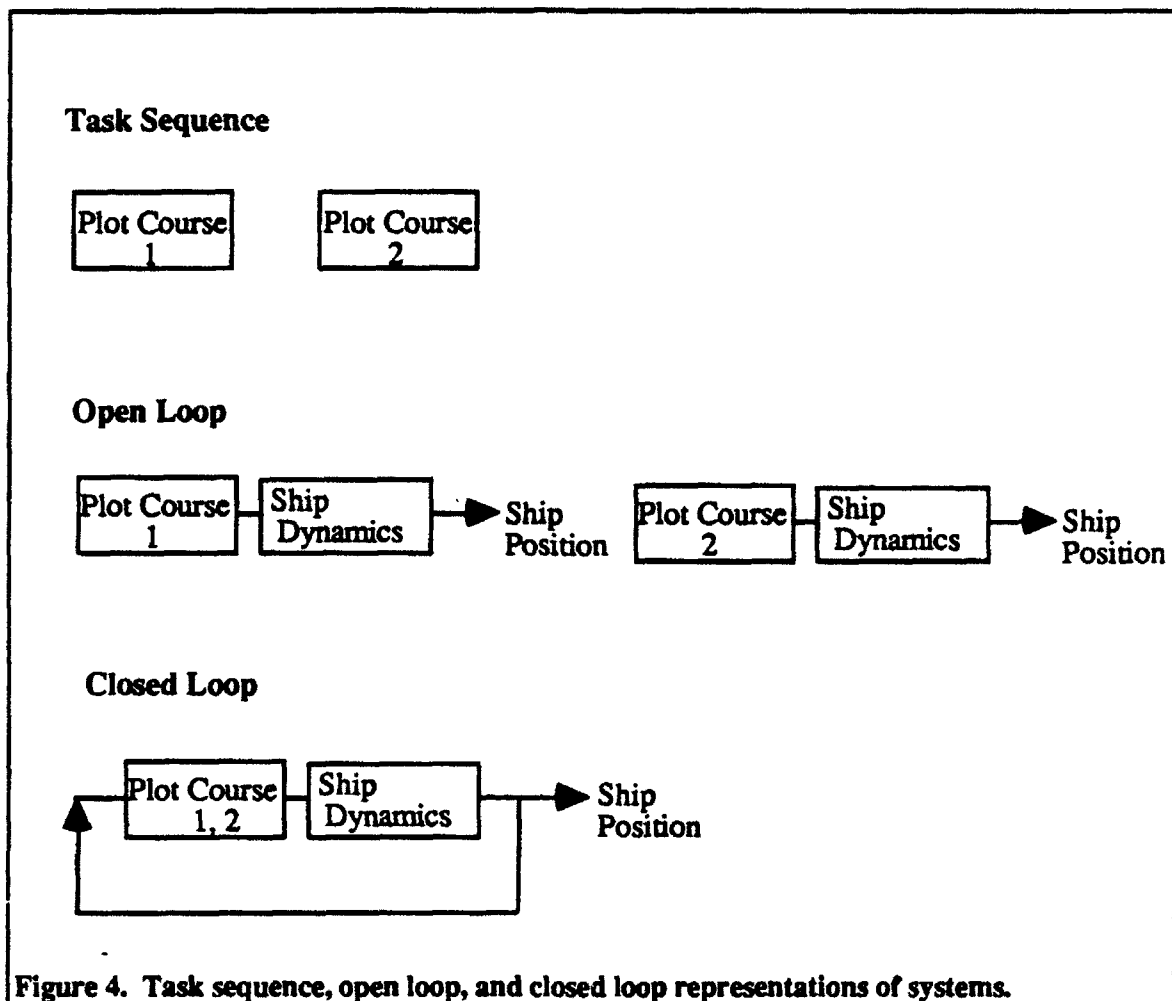 Task Sequence
Plot Course
1
Plot Course
2
Open Loop
Plot Course
1
Ship
Dynamics
Ship
Position
Plot Course
2
Ship
Dynamics
Ship
Position
Closed Loop
Plot Course
1, 2
Ship
Dynamics
Ship
Position
Figure 4. Task sequence, open loop, and closed loop representations of systems.